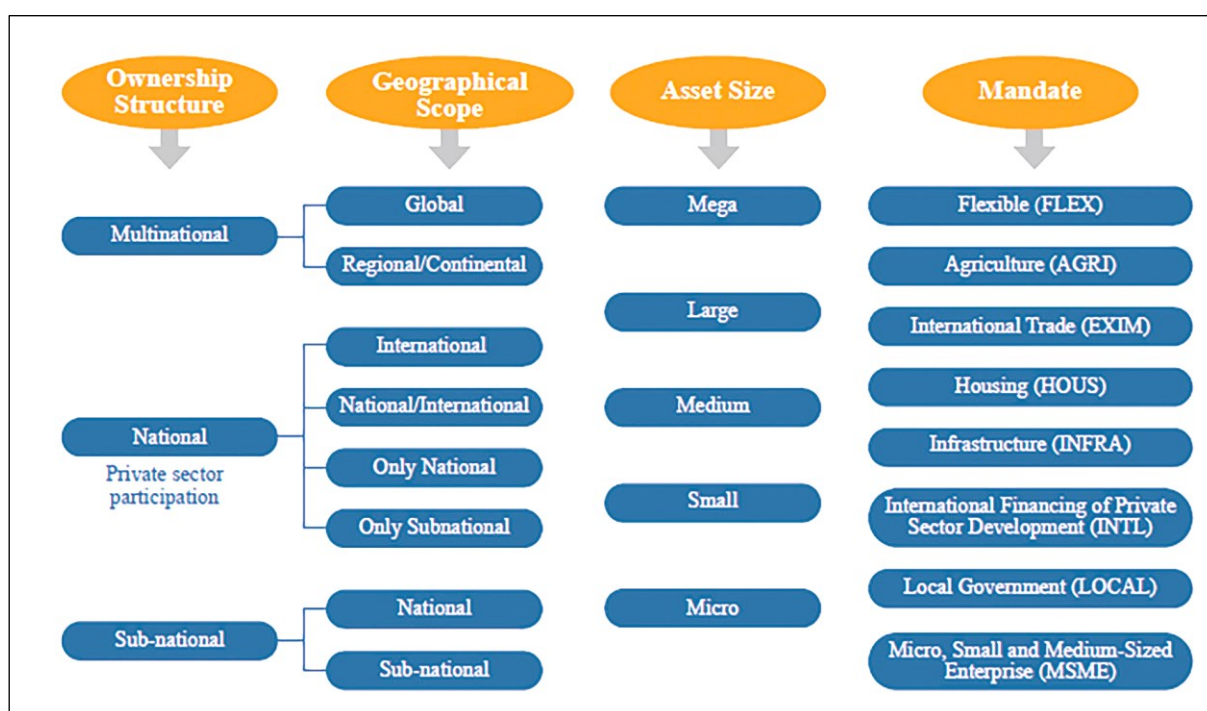 Ownership
Structure
Geographical
Scope
Asset Size
Mandate
Multinational
Global
Regional/Continental
National
Private sector
participation
International
National/International
Only National
Only Subnational
Sub-national
National
Sub-national
Mega
Large
Medium
Small
Micro
Flexible (FLEX)
Agriculture (AGRI)
International Trade (EXIM)
Housing (HOUS)
Infrastructure (INFRA)
International Financing of Private
Sector Development (INTL)
Local Government (LOCAL)
Micro, Small and Medium-Sized
Enterprise (MSME)